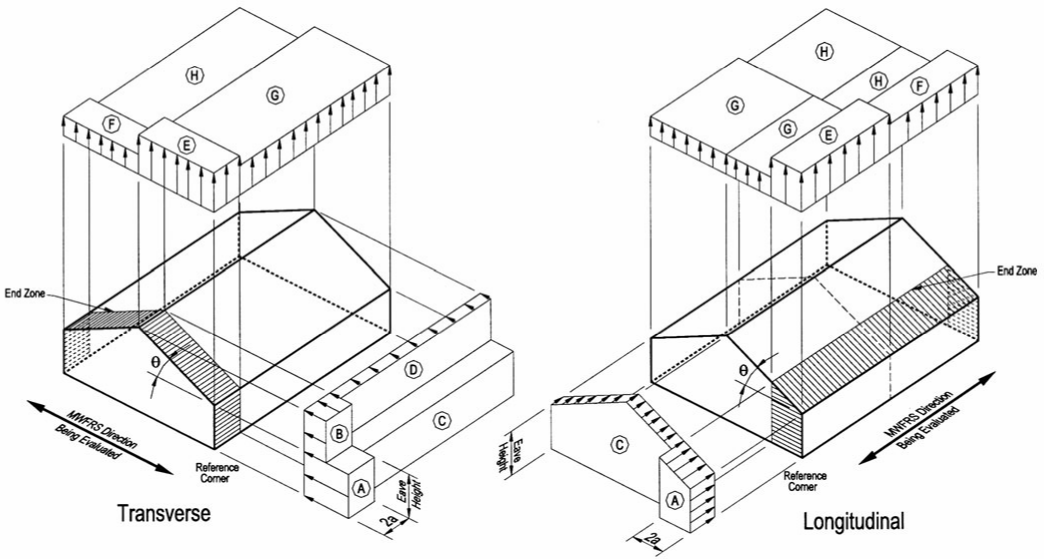 H
G
F
E
End Zone
θ
D
B
C
A
Eave
Height
2a
MWFRS Direction
Being Evaluated
Reference
Corner
Transverse
H
H
F
G
G
E
End Zone
θ
C
Eave
Height
A
2a
MWFRS Direction
Being Evaluated
Reference
Corner
Longitudinal